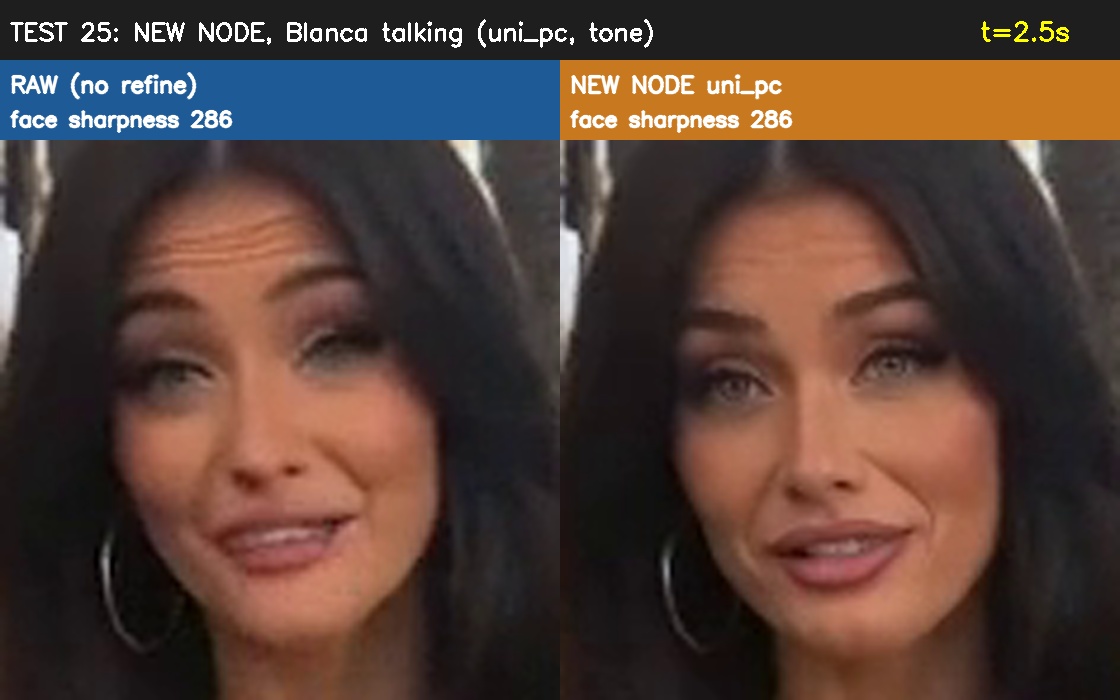 TEST 25: NEW NODE, Blanca talking (uni_pc, tone)
t=2.5s
RAW (no refine)
face sharpness 286
NEW NODE uni_pc
face sharpness 286